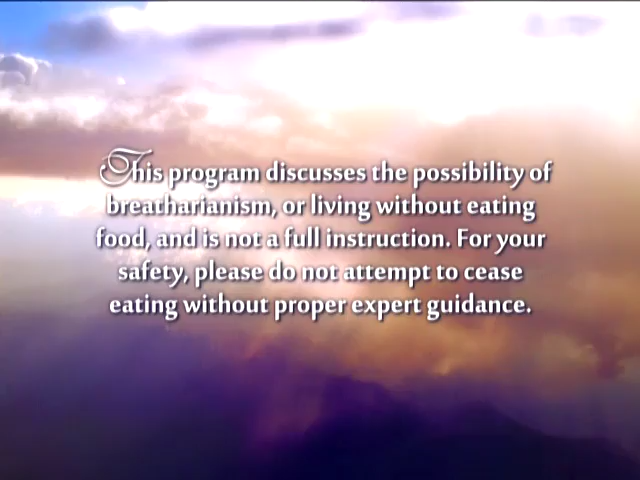 This program discusses the possibility of
breatharianism, or living without eating
food, and is not a full instruction. For your
safety, please do not attempt to cease
eating without proper expert guidance.